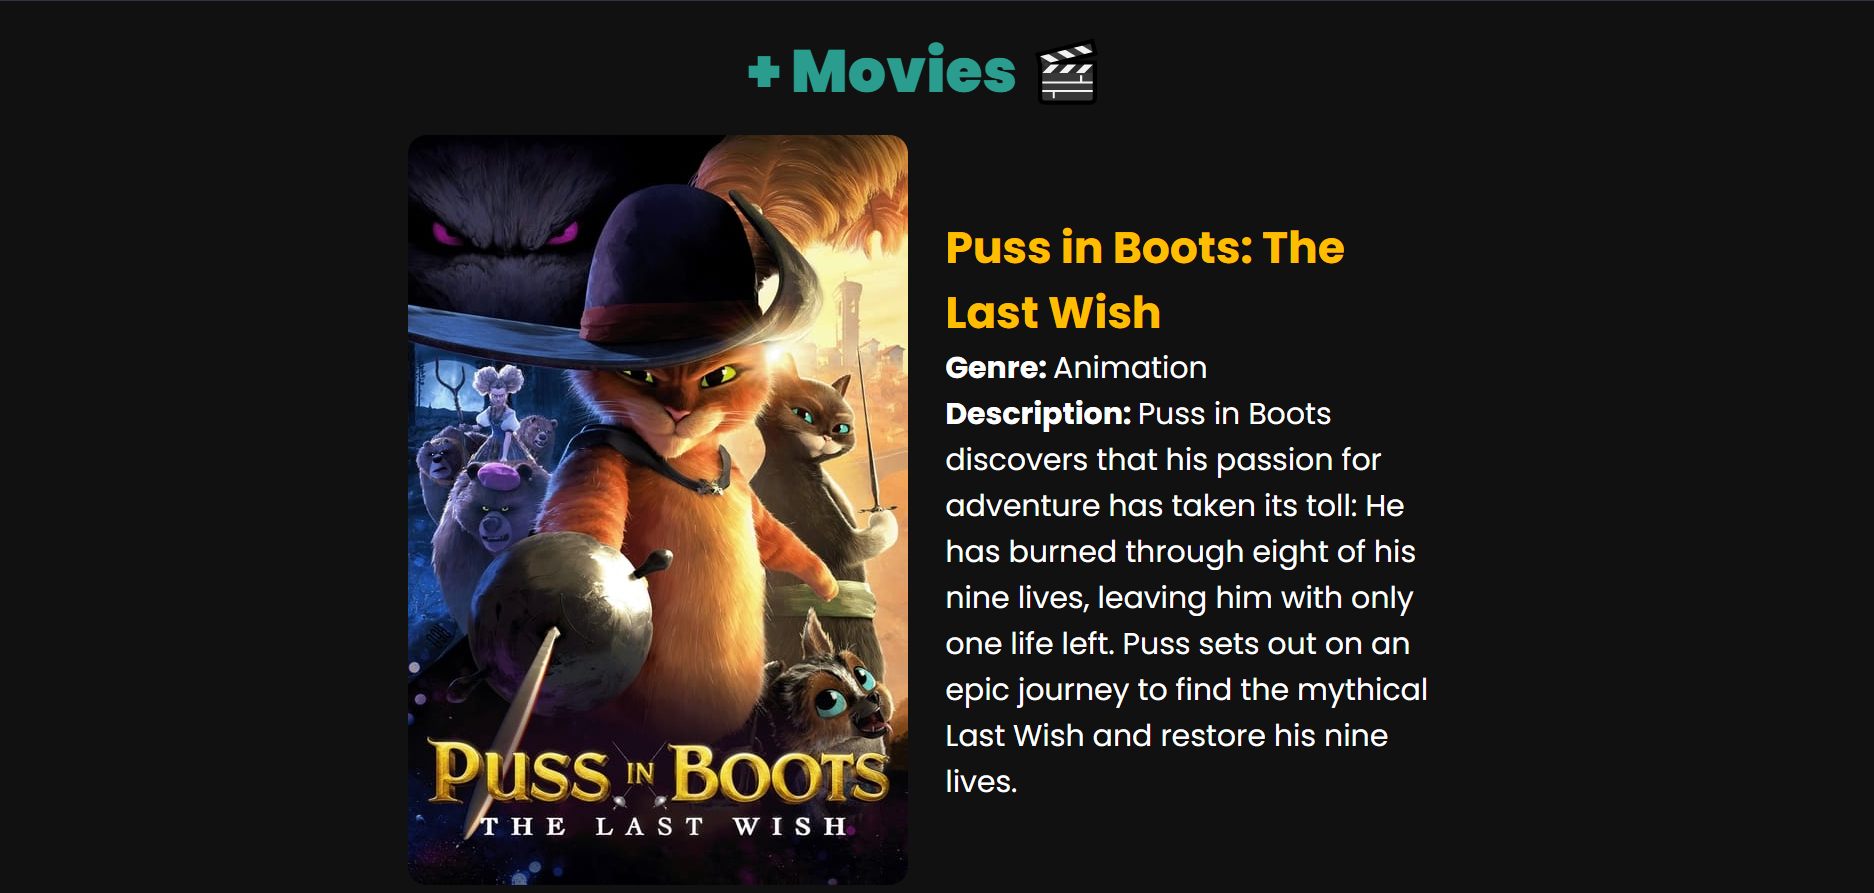 + Movies 🎬
PUSS IN BOOTS
THE LAST WISH
Puss in Boots: The
Last Wish
Genre: Animation
Description: Puss in Boots
discovers that his passion for
adventure has taken its toll: He
has burned through eight of his
nine lives, leaving him with only
one life left. Puss sets out on an
epic journey to find the mythical
Last Wish and restore his nine
lives.